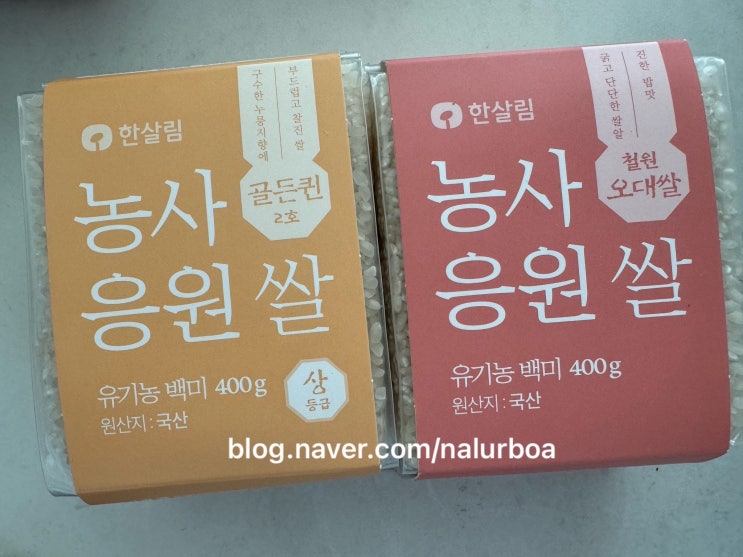 한살림
구수한 누룽지향에
부드럽고 찰진 쌀
골든퀸
2호
농사
응원 쌀
유기농 백미 400g
원산지 : 국산
상
등급
한살림
굵고 단단한 쌀알
진한 밥맛
철원
오대쌀
농사
응원 쌀
유기농 백미 400g
원산지 : 국산
blog.naver.com/nalurboa